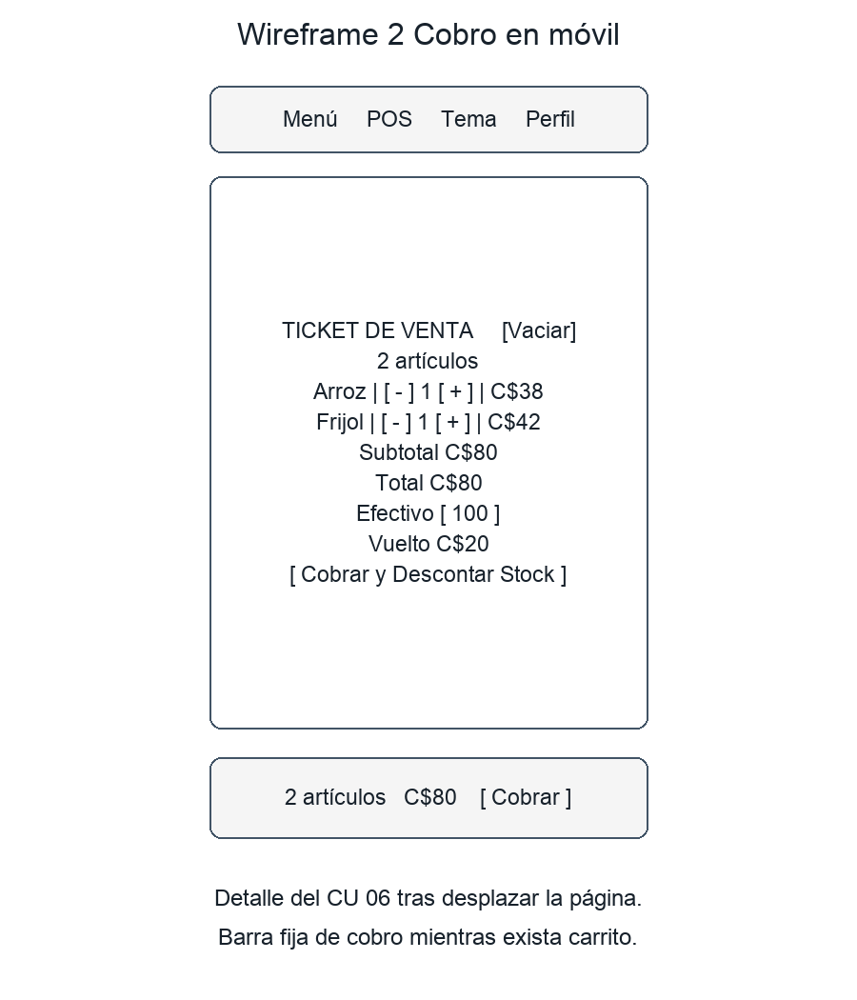 Wireframe 2 Cobro en móvil
Menú POS Tema Perfil
TICKET DE VENTA [Vaciar]
2 artículos
Arroz | [ - ] 1 [ + ] | C$38
Frijol | [ - ] 1 [ + ] | C$42
Subtotal C$80
Total C$80
Efectivo [ 100 ]
Vuelto C$20
[ Cobrar y Descontar Stock ]
2 artículos C$80 [ Cobrar ]
Detalle del CU 06 tras desplazar la página.
Barra fija de cobro mientras exista carrito.